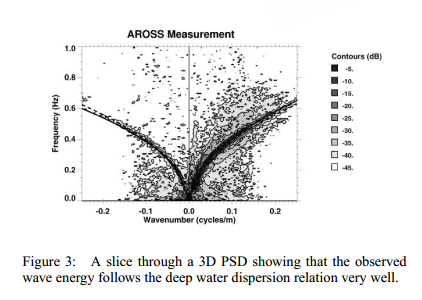 AROSS Measurement
1.0
0.8
0.6
0.4
0.2
0.0
Frequency (Hz)
-0.2 -0.1 0.0 0.1 0.2
Wavenumber (cycles/m)
Contours (dB)
-5.
-10.
-15.
-20.
-25.
-30.
-35.
-40.
-45.
Figure 3: A slice through a 3D PSD showing that the observed
wave energy follows the deep water dispersion relation very well.